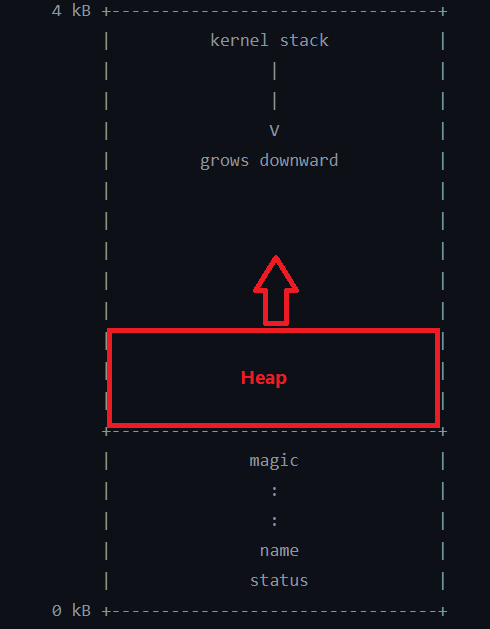 4 kB +---------------------------------+
| kernel stack |
| | |
| | |
| V |
| grows downward |
| |
| |
| |
| |
| |
| |
| Heap |
| |
+---------------------------------+
| magic |
| : |
| : |
| name |
| status |
0 kB +---------------------------------+